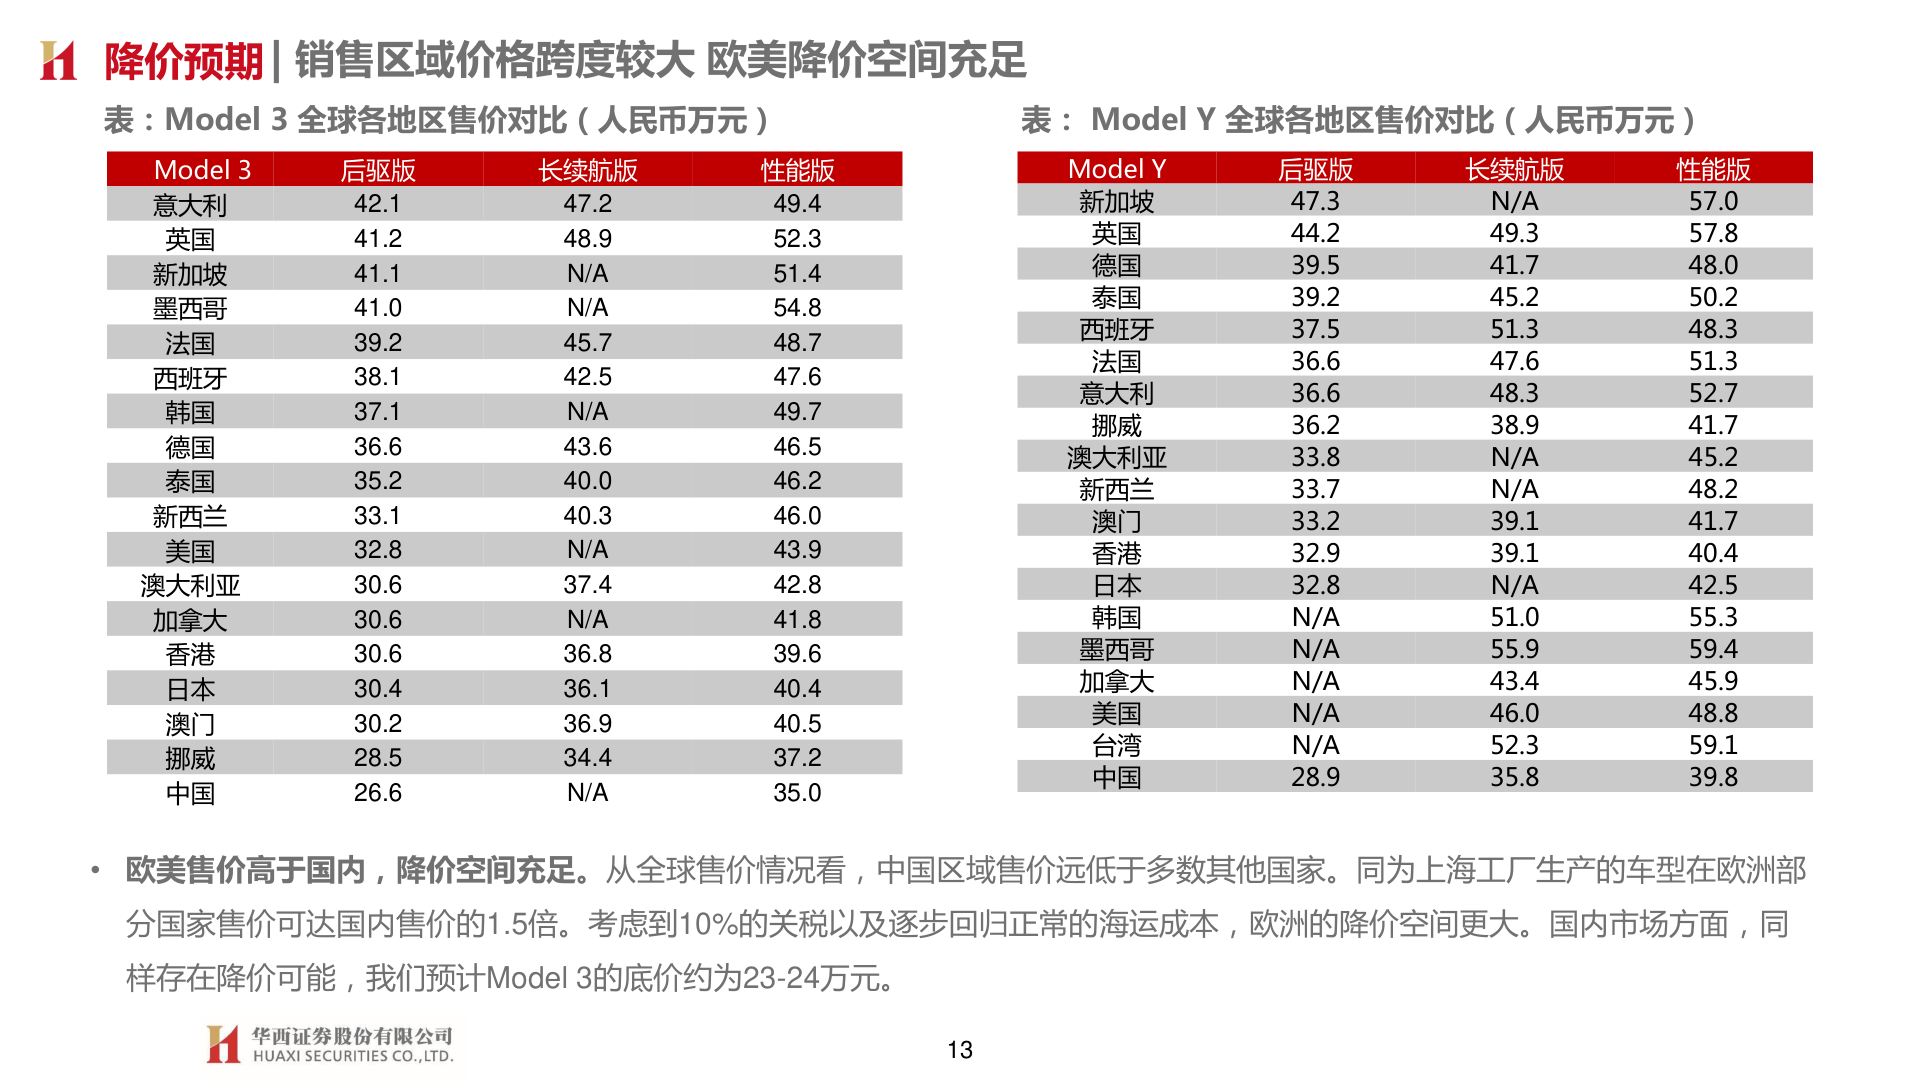 降价预期 | 销售区域价格跨度较大 欧美降价空间充足
表：Model 3 全球各地区售价对比（人民币万元）
Model 3 后驱版 长续航版 性能版
意大利 42.1 47.2 49.4
英国 41.2 48.9 52.3
新加坡 41.1 N/A 51.4
墨西哥 41.0 N/A 54.8
法国 39.2 45.7 48.7
西班牙 38.1 42.5 47.6
韩国 37.1 N/A 49.7
德国 36.6 43.6 46.5
泰国 35.2 40.0 46.2
新西兰 33.1 40.3 46.0
美国 32.8 N/A 43.9
澳大利亚 30.6 37.4 42.8
加拿大 30.6 N/A 41.8
香港 30.6 36.8 39.6
日本 30.4 36.1 40.4
澳门 30.2 36.9 40.5
挪威 28.5 34.4 37.2
中国 26.6 N/A 35.0
表： Model Y 全球各地区售价对比（人民币万元）
Model Y 后驱版 长续航版 性能版
新加坡 47.3 N/A 57.0
英国 44.2 49.3 57.8
德国 39.5 41.7 48.0
泰国 39.2 45.2 50.2
西班牙 37.5 51.3 48.3
法国 36.6 47.6 51.3
意大利 36.6 48.3 52.7
挪威 36.2 38.9 41.7
澳大利亚 33.8 N/A 45.2
新西兰 33.7 N/A 48.2
澳门 33.2 39.1 41.7
香港 32.9 39.1 40.4
日本 32.8 N/A 42.5
韩国 N/A 51.0 55.3
墨西哥 N/A 55.9 59.4
加拿大 N/A 43.4 45.9
美国 N/A 46.0 48.8
台湾 N/A 52.3 59.1
中国 28.9 35.8 39.8
• 欧美售价高于国内，降价空间充足。从全球售价情况看，中国区域售价远低于多数其他国家。同为上海工厂生产的车型在欧洲部
分国家售价可达国内售价的1.5倍。考虑到10%的关税以及逐步回归正常的海运成本，欧洲的降价空间更大。国内市场方面，同
样存在降价可能，我们预计Model 3的底价约为23-24万元。
华西证券股份有限公司
HUAXI SECURITIES CO.,LTD.
13